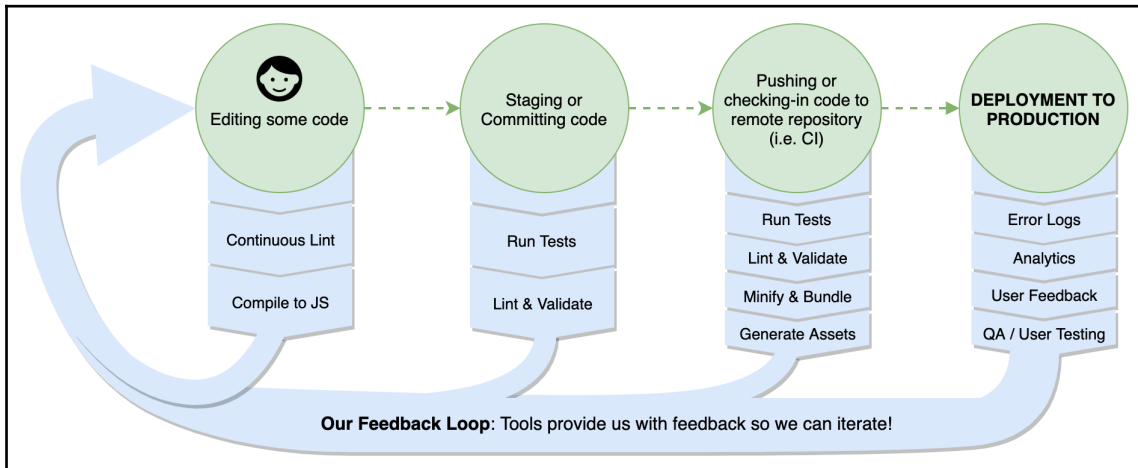 Editing some code
Continuous Lint
Compile to JS
Staging or
Committing code
Run Tests
Lint & Validate
Pushing or
checking-in code to
remote repository
(i.e. CI)
Run Tests
Lint & Validate
Minify & Bundle
Generate Assets
DEPLOYMENT TO
PRODUCTION
Error Logs
Analytics
User Feedback
QA / User Testing
Our Feedback Loop: Tools provide us with feedback so we can iterate!